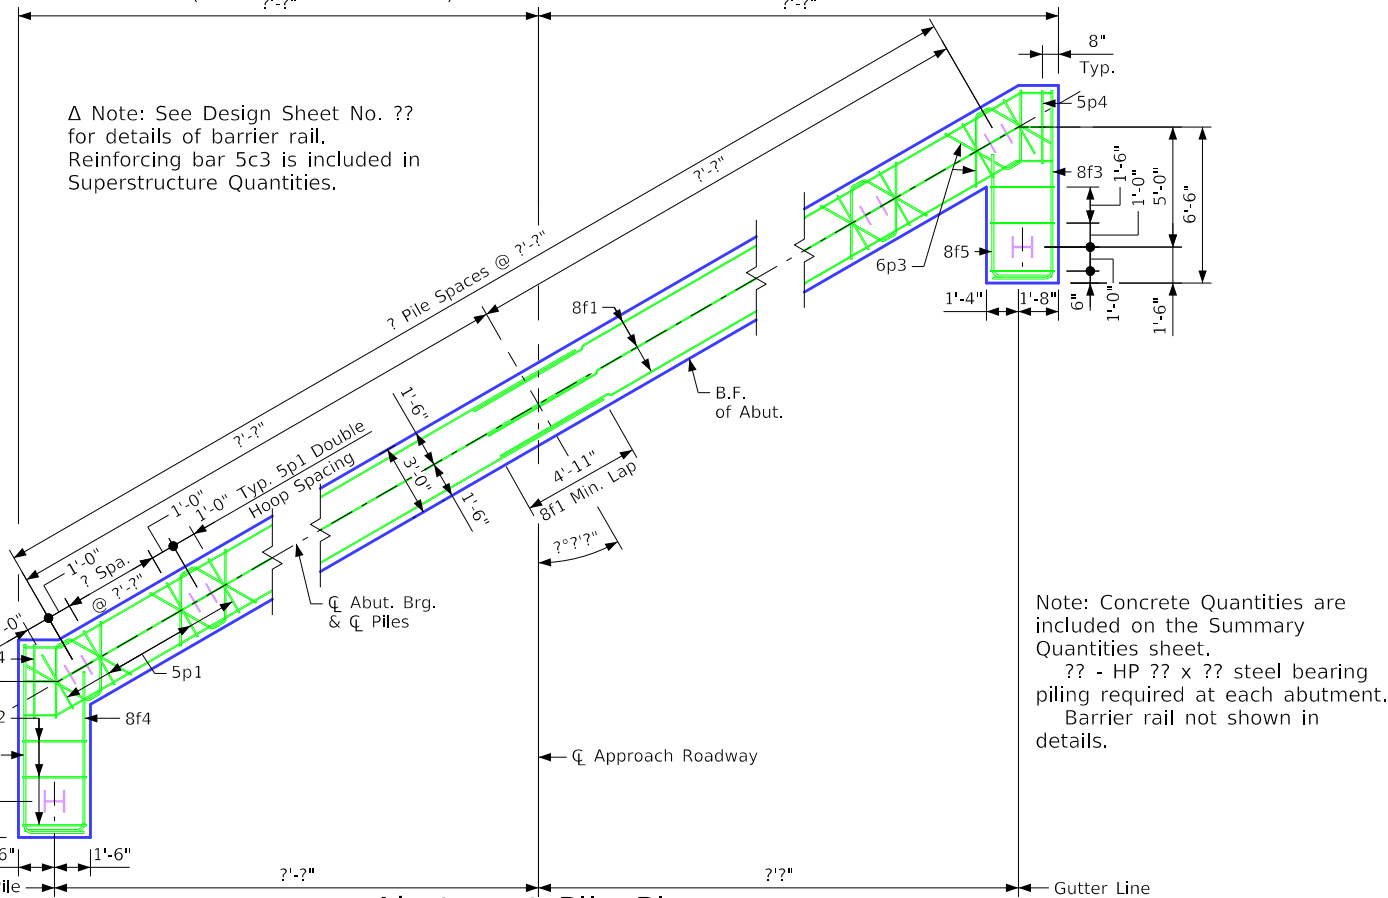 ?'-?"
?'-?"
8"
Typ.
Δ Note: See Design Sheet No. ??
for details of barrier rail.
Reinforcing bar 5c3 is included in
Superstructure Quantities.
5p4
?'-?"
8f3
1'-6"
1'-0"
5'-0"
6'-6"
? Pile Spaces @ ?'-?"
6p3
8f5
8f1
1'-4"
1'-8"
6"
1'-0"
1'-6"
B.F.
of Abut.
1'-6"
?'-?"
3'-0"
1'-6"
4'-11"
8f1 Min. Lap
Typ. 5p1 Double
Hoop Spacing
1'-0"
1'-0"
?°?'?"
1'-0"
? Spa.
@ ?'-?"
℄ Abut. Brg.
& ℄ Piles
-0"
4
5p1
2
8f4
Note: Concrete Quantities are
included on the Summary
Quantities sheet.
?? - HP ?? x ?? steel bearing
piling required at each abutment.
Barrier rail not shown in
details.
℄ Approach Roadway
6"
1'-6"
?'-?"
?'?"
Pile
Gutter Line